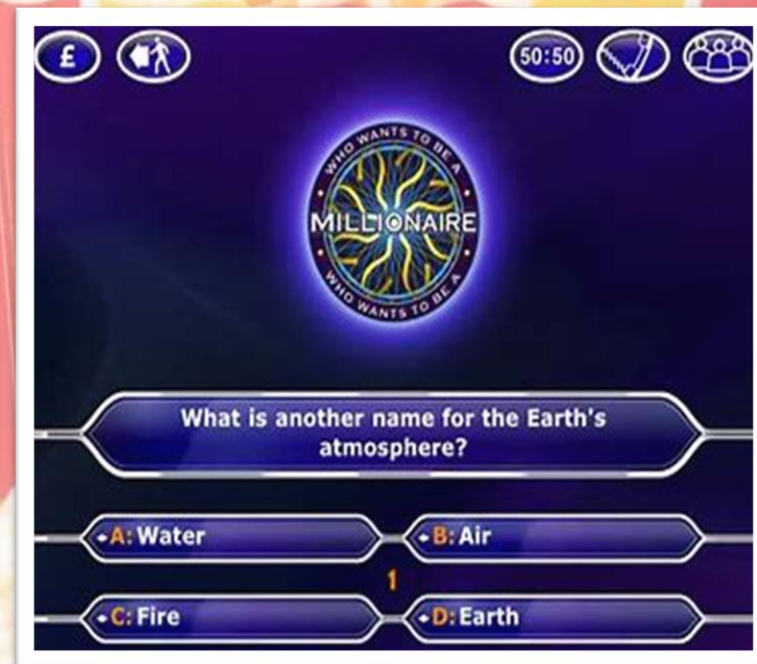 £
50:50
WHO WANTS TO BE A
MILLIONAIRE
WHO WANTS TO BE A
What is another name for the Earth's
atmosphere?
A: Water
B: Air
1
C: Fire
D: Earth